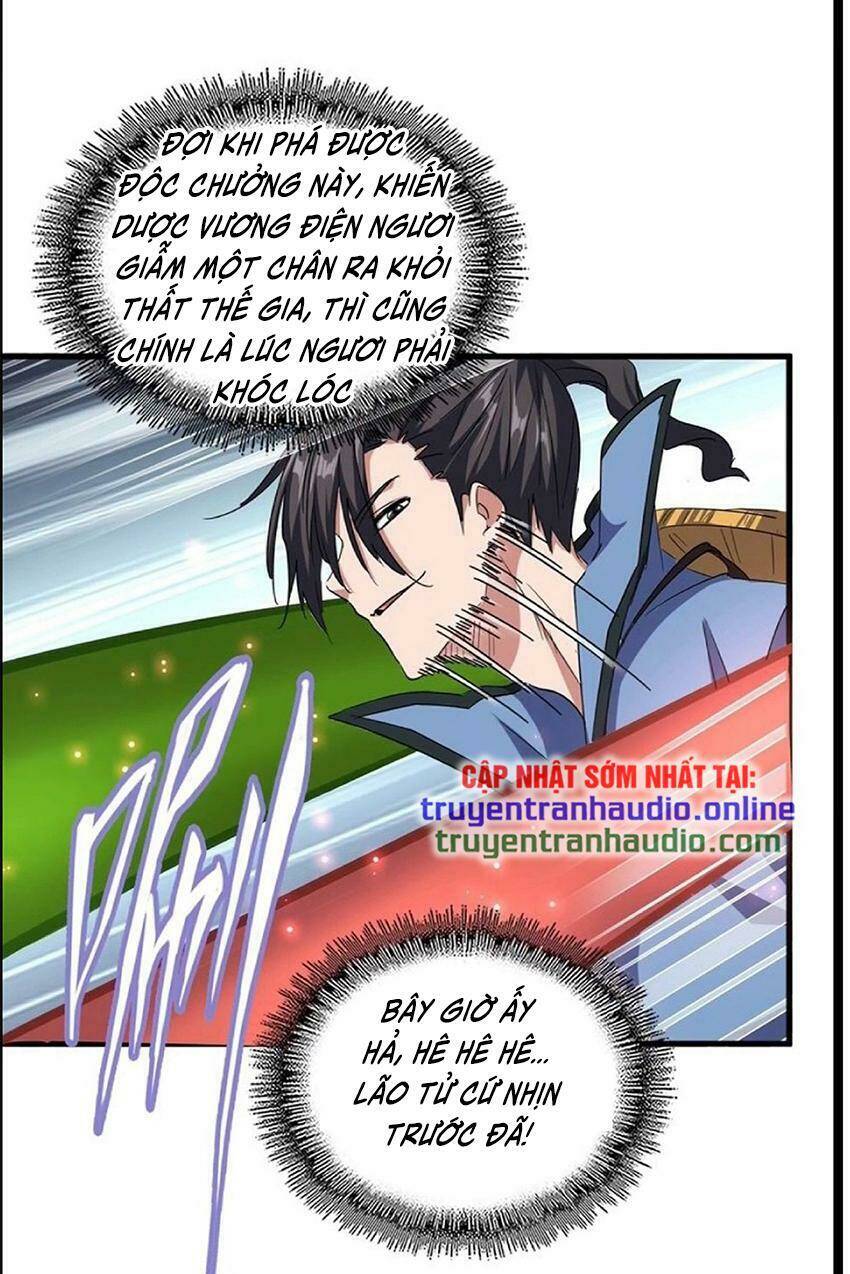 ĐỢI KHI PHÁ ĐƯỢC
ĐỘC CHƯỞNG NÀY, KHIẾN
DƯỢC VƯƠNG ĐIỆN NGƯƠI
GIẪM MỘT CHÂN RA KHỎI
THẤT THẾ GIA, THÌ CŨNG
CHÍNH LÀ LÚC NGƯƠI PHẢI
KHÓC LÓC
CẬP NHẬT SỚM NHẤT TẠI:
truyentranhaudio.online
truyentranhaudio.com
BÂY GIỜ ẤY
HẢ, HÊ HÊ HÊ...
LÃO TỬ CỨ NHỊN
TRƯỚC ĐÃ!